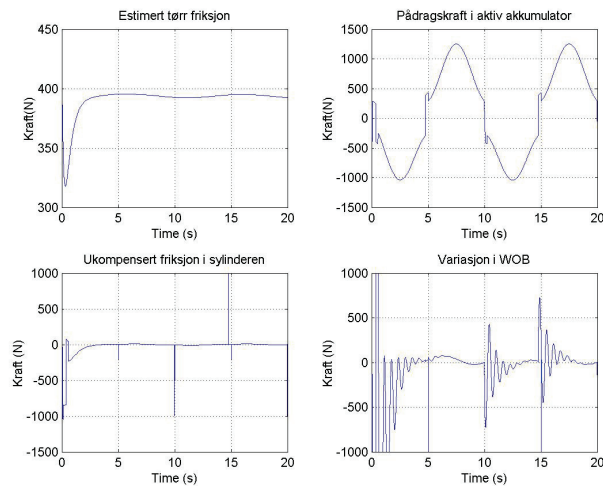 Estimert tørr friksjon
Kraft(N)
450
400
350
300
0 5 10 15 20
Time (s)
Pådragskraft i aktiv akkumulator
Kraft(N)
1500
1000
500
0
-500
-1000
-1500
0 5 10 15 20
Time (s)
Ukompensert friksjon i sylinderen
Kraft (N)
1000
500
0
-500
-1000
-1500
0 5 10 15 20
Time (s)
Variasjon i WOB
Kraft (N)
1000
500
0
-500
-1000
0 5 10 15 20
Time (s)